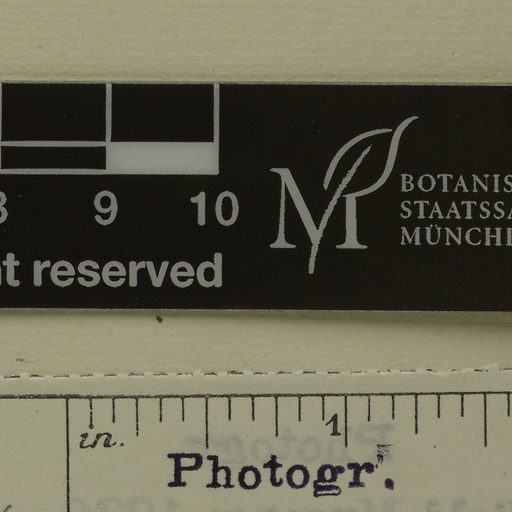 8 9 10
BOTANIS
STAATSSA
MÜNCHE
t reserved
in. 1
Photogr.